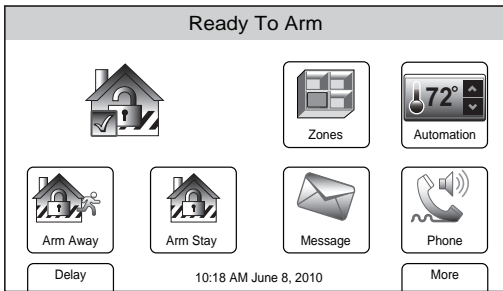 Ready To Arm
72°
Zones
Automation
Arm Away
Arm Stay
Message
Phone
Delay
10:18 AM June 8, 2010
More